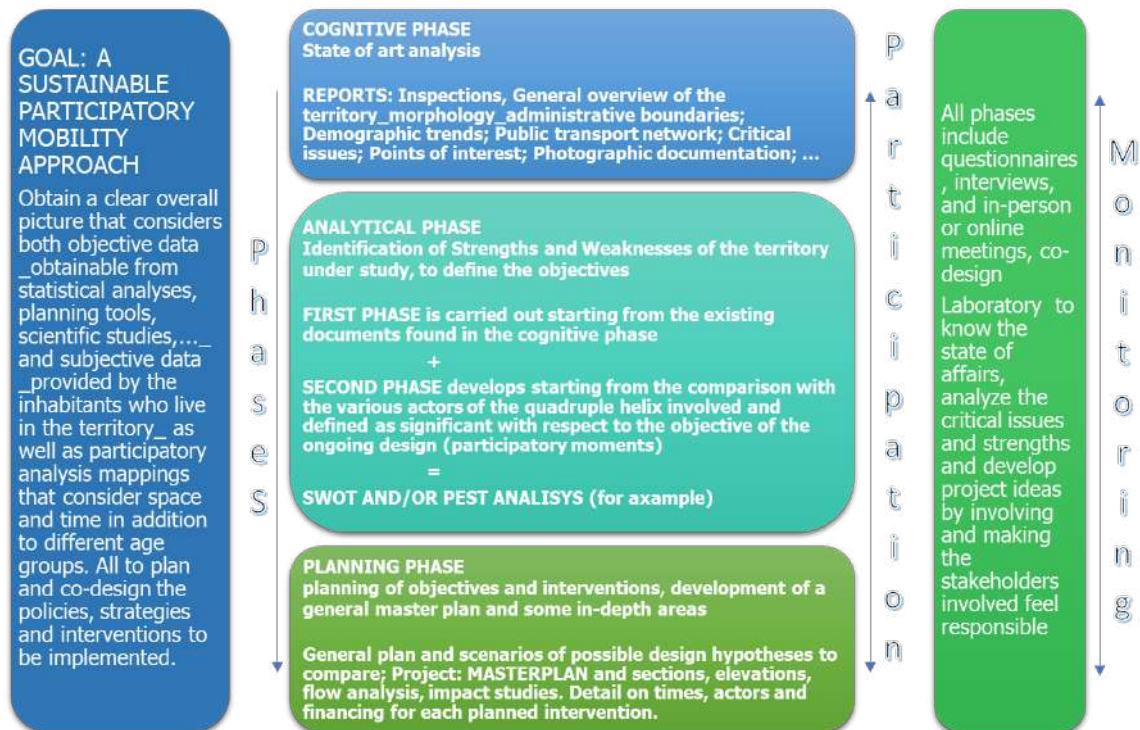 GOAL: A
SUSTAINABLE
PARTICIPATORY
MOBILITY
APPROACH
Obtain a clear overall
picture that considers
both objective data
_obtainable from
statistical analyses,
planning tools,
scientific studies,..._
and subjective data
_provided by the
inhabitants who live
in the territory_ as
well as participatory
analysis mappings
that consider space
and time in addition
to different age
groups. All to plan
and co-design the
policies, strategies
and interventions to
be implemented.
PhaseS
COGNITIVE PHASE
State of art analysis
REPORTS: Inspections, General overview of the
territory_morphology_administrative boundaries;
Demographic trends; Public transport network; Critical
issues; Points of interest; Photographic documentation; ...
ANALYTICAL PHASE
Identification of Strengths and Weaknesses of the territory
under study, to define the objectives
FIRST PHASE is carried out starting from the existing
documents found in the cognitive phase
+
SECOND PHASE develops starting from the comparison with
the various actors of the quadruple helix involved and
defined as significant with respect to the objective of the
ongoing design (participatory moments)
=
SWOT AND/OR PEST ANALISYS (for axample)
PLANNING PHASE
planning of objectives and interventions, development of a
general master plan and some in-depth areas
General plan and scenarios of possible design hypotheses to
compare; Project: MASTERPLAN and sections, elevations,
flow analysis, impact studies. Detail on times, actors and
financing for each planned intervention.
Participation
All phases
include
questionnaires
, interviews,
and in-person
or online
meetings, co-
design
Laboratory to
know the
state of
affairs,
analyze the
critical issues
and strengths
and develop
project ideas
by involving
and making
the
stakeholders
involved feel
responsible
Monitoring